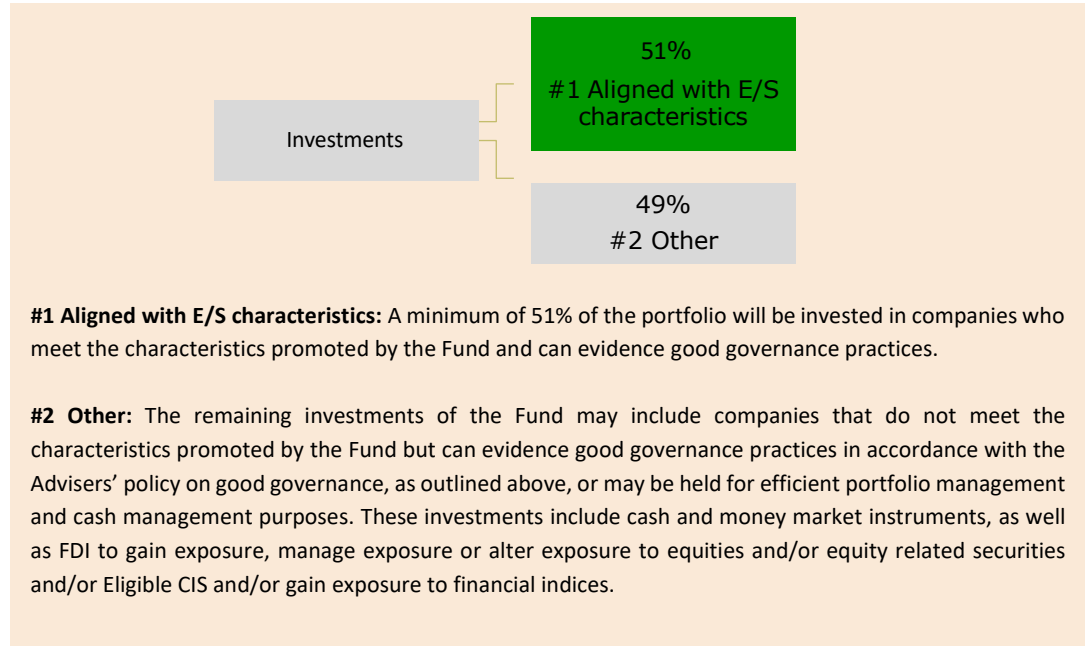 51%
#1 Aligned with E/S
characteristics
Investments
49%
#2 Other
#1 Aligned with E/S characteristics: A minimum of 51% of the portfolio will be invested in companies who
meet the characteristics promoted by the Fund and can evidence good governance practices.
#2 Other: The remaining investments of the Fund may include companies that do not meet the
characteristics promoted by the Fund but can evidence good governance practices in accordance with the
Advisers’ policy on good governance, as outlined above, or may be held for efficient portfolio management
and cash management purposes. These investments include cash and money market instruments, as well
as FDI to gain exposure, manage exposure or alter exposure to equities and/or equity related securities
and/or Eligible CIS and/or gain exposure to financial indices.